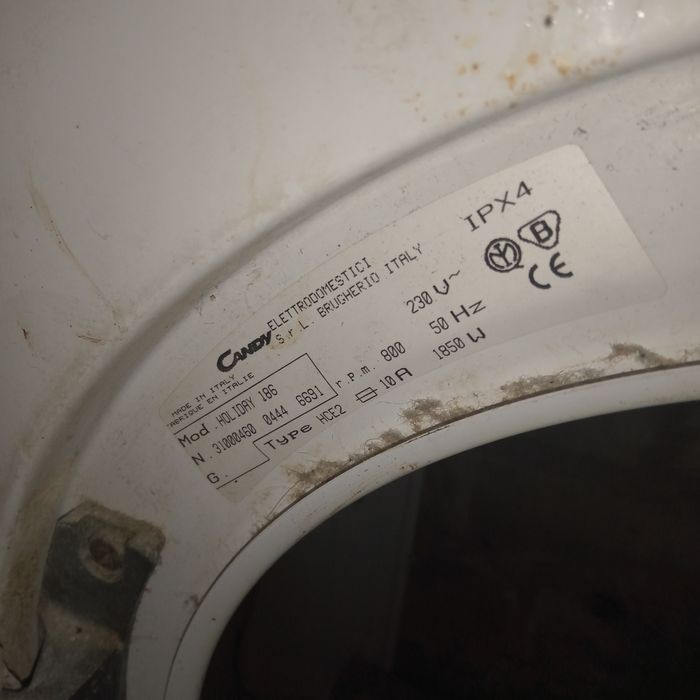 CANDY ELETTRODOMESTICI
S.r.L. BRUGHERIO ITALY
IPX4
MADE IN ITALY
FABRIQUE EN ITALIE
Mod. HOLIDAY 186
N. 31000460 0444 6691
G.
Type HCE2
r.p.m. 800
10A
230 V~
50 Hz
1850 W
B
CE